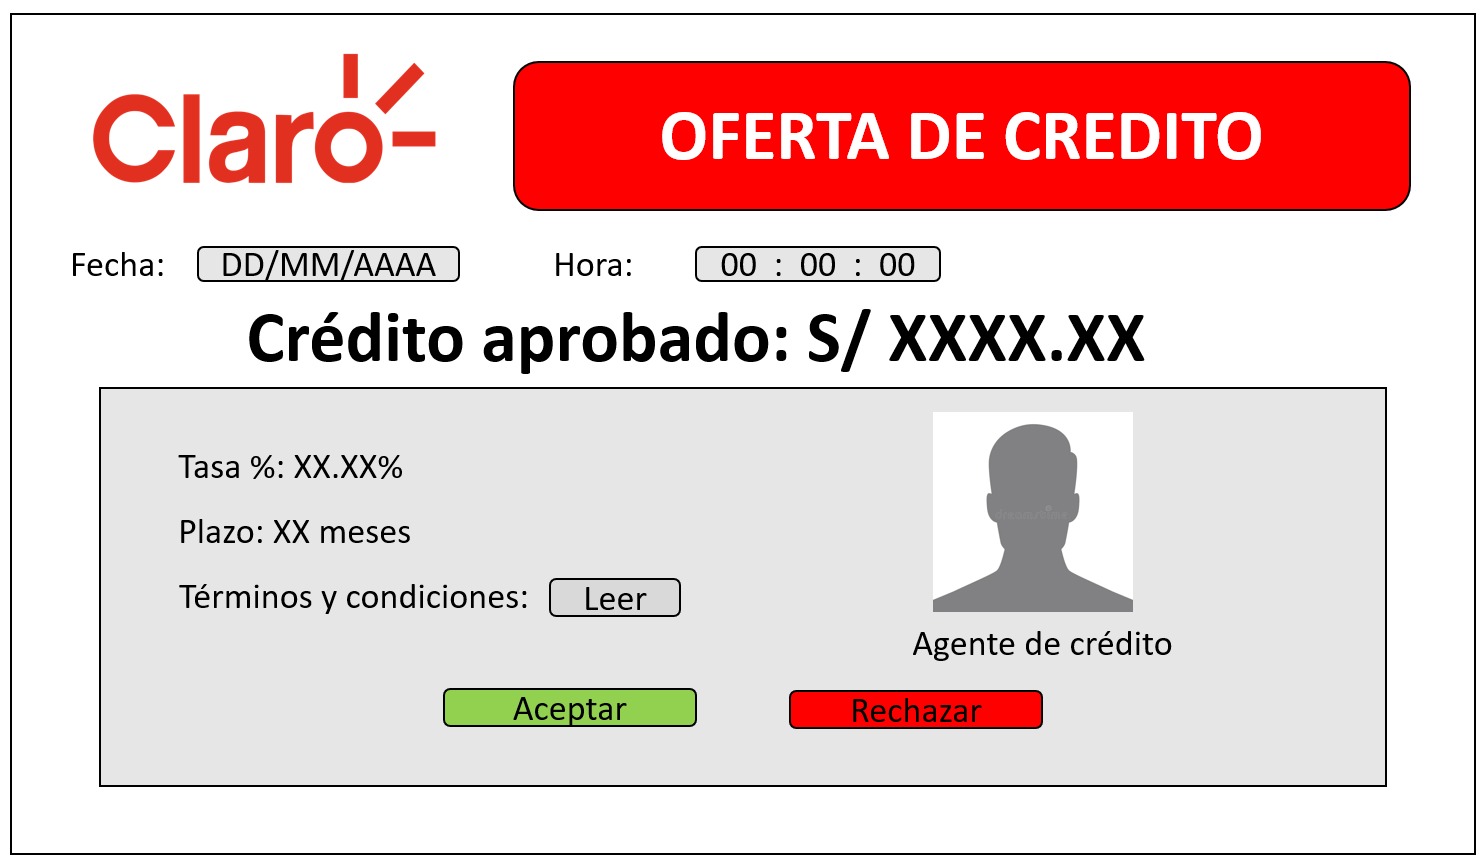 Claro
OFERTA DE CREDITO
Fecha: DD/MM/AAAA Hora: 00 : 00 : 00
Crédito aprobado: S/ XXXX.XX
Tasa %: XX.XX%
Plazo: XX meses
Términos y condiciones: Leer
dreamstime
Agente de crédito
Aceptar Rechazar